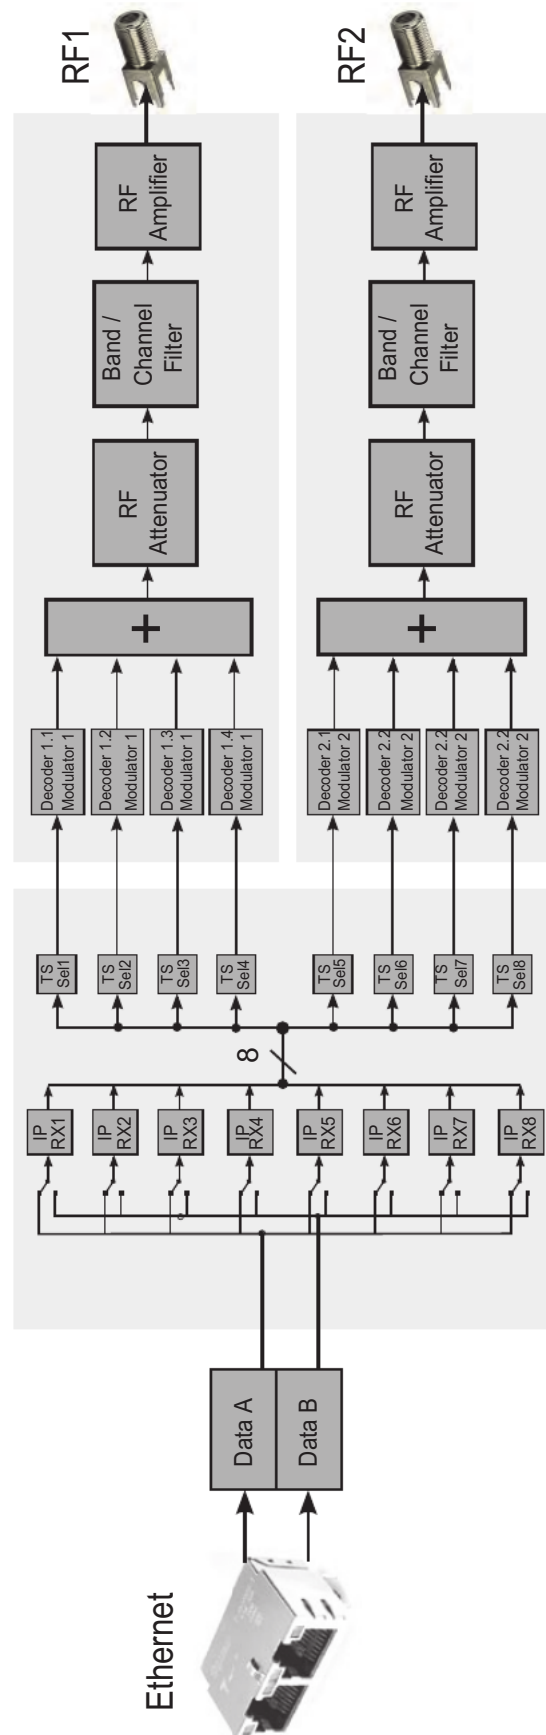 Ethernet
Data A
Data B
IP
RX1
IP
RX2
IP
RX3
IP
RX4
IP
RX5
IP
RX6
IP
RX7
IP
RX8
8
TS
Sel1
TS
Sel2
TS
Sel3
TS
Sel4
TS
Sel5
TS
Sel6
TS
Sel7
TS
Sel8
Decoder 1.1
Modulator 1
Decoder 1.2
Modulator 1
Decoder 1.3
Modulator 1
Decoder 1.4
Modulator 1
Decoder 2.1
Modulator 2
Decoder 2.2
Modulator 2
Decoder 2.2
Modulator 2
Decoder 2.2
Modulator 2
+
+
RF
Attenuator
Band /
Channel
Filter
RF
Amplifier
RF1
RF
Attenuator
Band /
Channel
Filter
RF
Amplifier
RF2